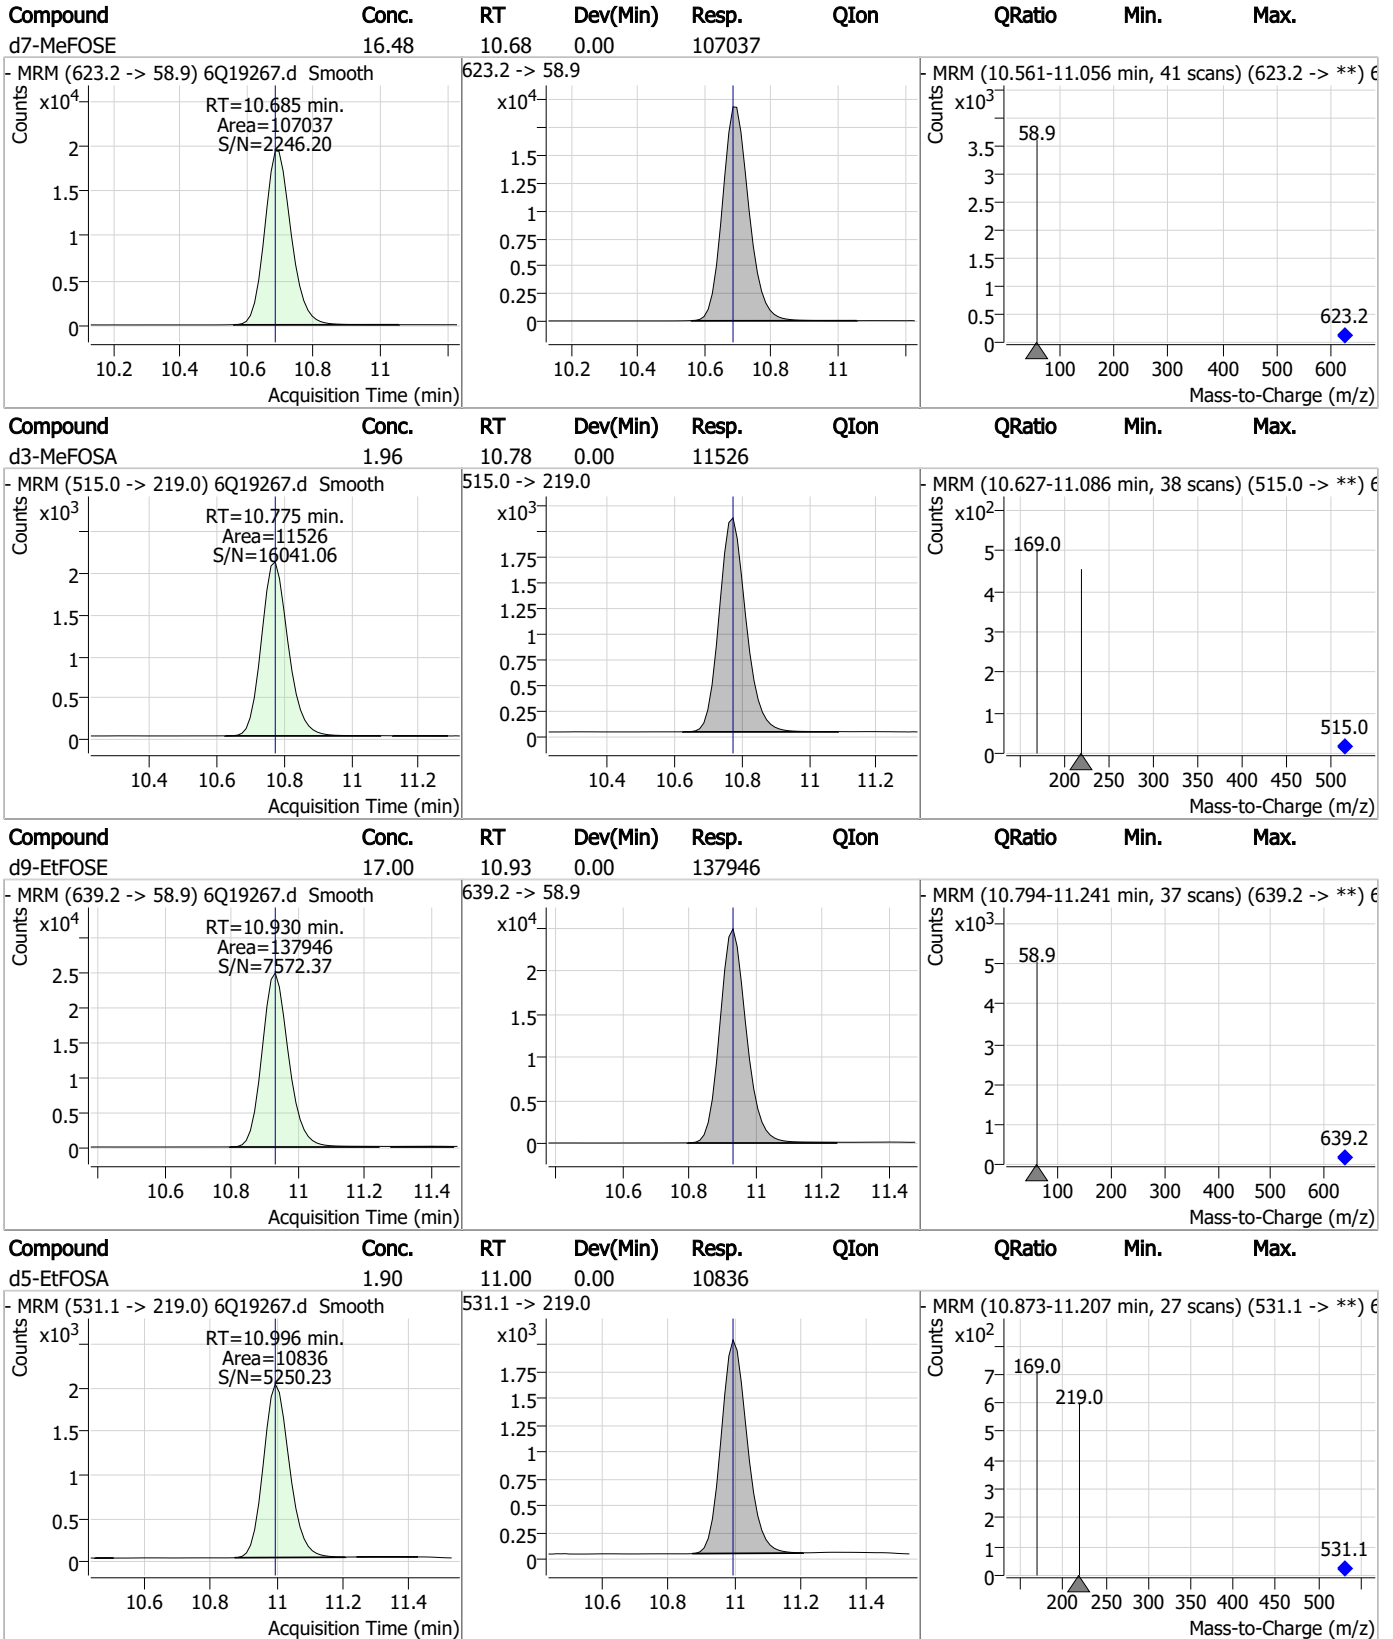 Compound Conc. RT Dev(Min) Resp. QIon QRatio Min. Max.
d7-MeFOSE 16.48 10.68 0.00 107037
- MRM (623.2 -> 58.9) 6Q19267.d Smooth
Counts
x10^4
RT=10.685 min.
Area=107037
S/N=2246.20
2
1.5
1
0.5
0
10.2 10.4 10.6 10.8 11
Acquisition Time (min)
623.2 -> 58.9
x10^4
1.5
1.25
1
0.75
0.5
0.25
0
10.2 10.4 10.6 10.8 11
- MRM (10.561-11.056 min, 41 scans) (623.2 -> **) 6
Counts
x10^3
58.9
3.5
3
2.5
2
1.5
1
0.5
0
623.2
100 200 300 400 500 600
Mass-to-Charge (m/z)
Compound Conc. RT Dev(Min) Resp. QIon QRatio Min. Max.
d3-MeFOSA 1.96 10.78 0.00 11526
- MRM (515.0 -> 219.0) 6Q19267.d Smooth
Counts
x10^3
RT=10.775 min.
Area=11526
S/N=16041.06
2
1.5
1
0.5
0
10.4 10.6 10.8 11 11.2
Acquisition Time (min)
515.0 -> 219.0
x10^3
1.75
1.5
1.25
1
0.75
0.5
0.25
0
10.4 10.6 10.8 11 11.2
- MRM (10.627-11.086 min, 38 scans) (515.0 -> **) 6
Counts
x10^2
169.0
5
4
3
2
1
0
515.0
200 250 300 350 400 450 500
Mass-to-Charge (m/z)
Compound Conc. RT Dev(Min) Resp. QIon QRatio Min. Max.
d9-EtFOSE 17.00 10.93 0.00 137946
- MRM (639.2 -> 58.9) 6Q19267.d Smooth
Counts
x10^4
RT=10.930 min.
Area=137946
S/N=7572.37
2.5
2
1.5
1
0.5
0
10.6 10.8 11 11.2 11.4
Acquisition Time (min)
639.2 -> 58.9
x10^4
2
1.5
1
0.5
0
10.6 10.8 11 11.2 11.4
- MRM (10.794-11.241 min, 37 scans) (639.2 -> **) 6
Counts
x10^3
58.9
5
4
3
2
1
0
639.2
100 200 300 400 500 600
Mass-to-Charge (m/z)
Compound Conc. RT Dev(Min) Resp. QIon QRatio Min. Max.
d5-EtFOSA 1.90 11.00 0.00 10836
- MRM (531.1 -> 219.0) 6Q19267.d Smooth
Counts
x10^3
RT=10.996 min.
Area=10836
S/N=5250.23
2
1.5
1
0.5
0
10.6 10.8 11 11.2 11.4
Acquisition Time (min)
531.1 -> 219.0
x10^3
1.75
1.5
1.25
1
0.75
0.5
0.25
0
10.6 10.8 11 11.2 11.4
- MRM (10.873-11.207 min, 27 scans) (531.1 -> **) 6
Counts
x10^2
169.0
219.0
7
6
5
4
3
2
1
0
531.1
200 250 300 350 400 450 500
Mass-to-Charge (m/z)